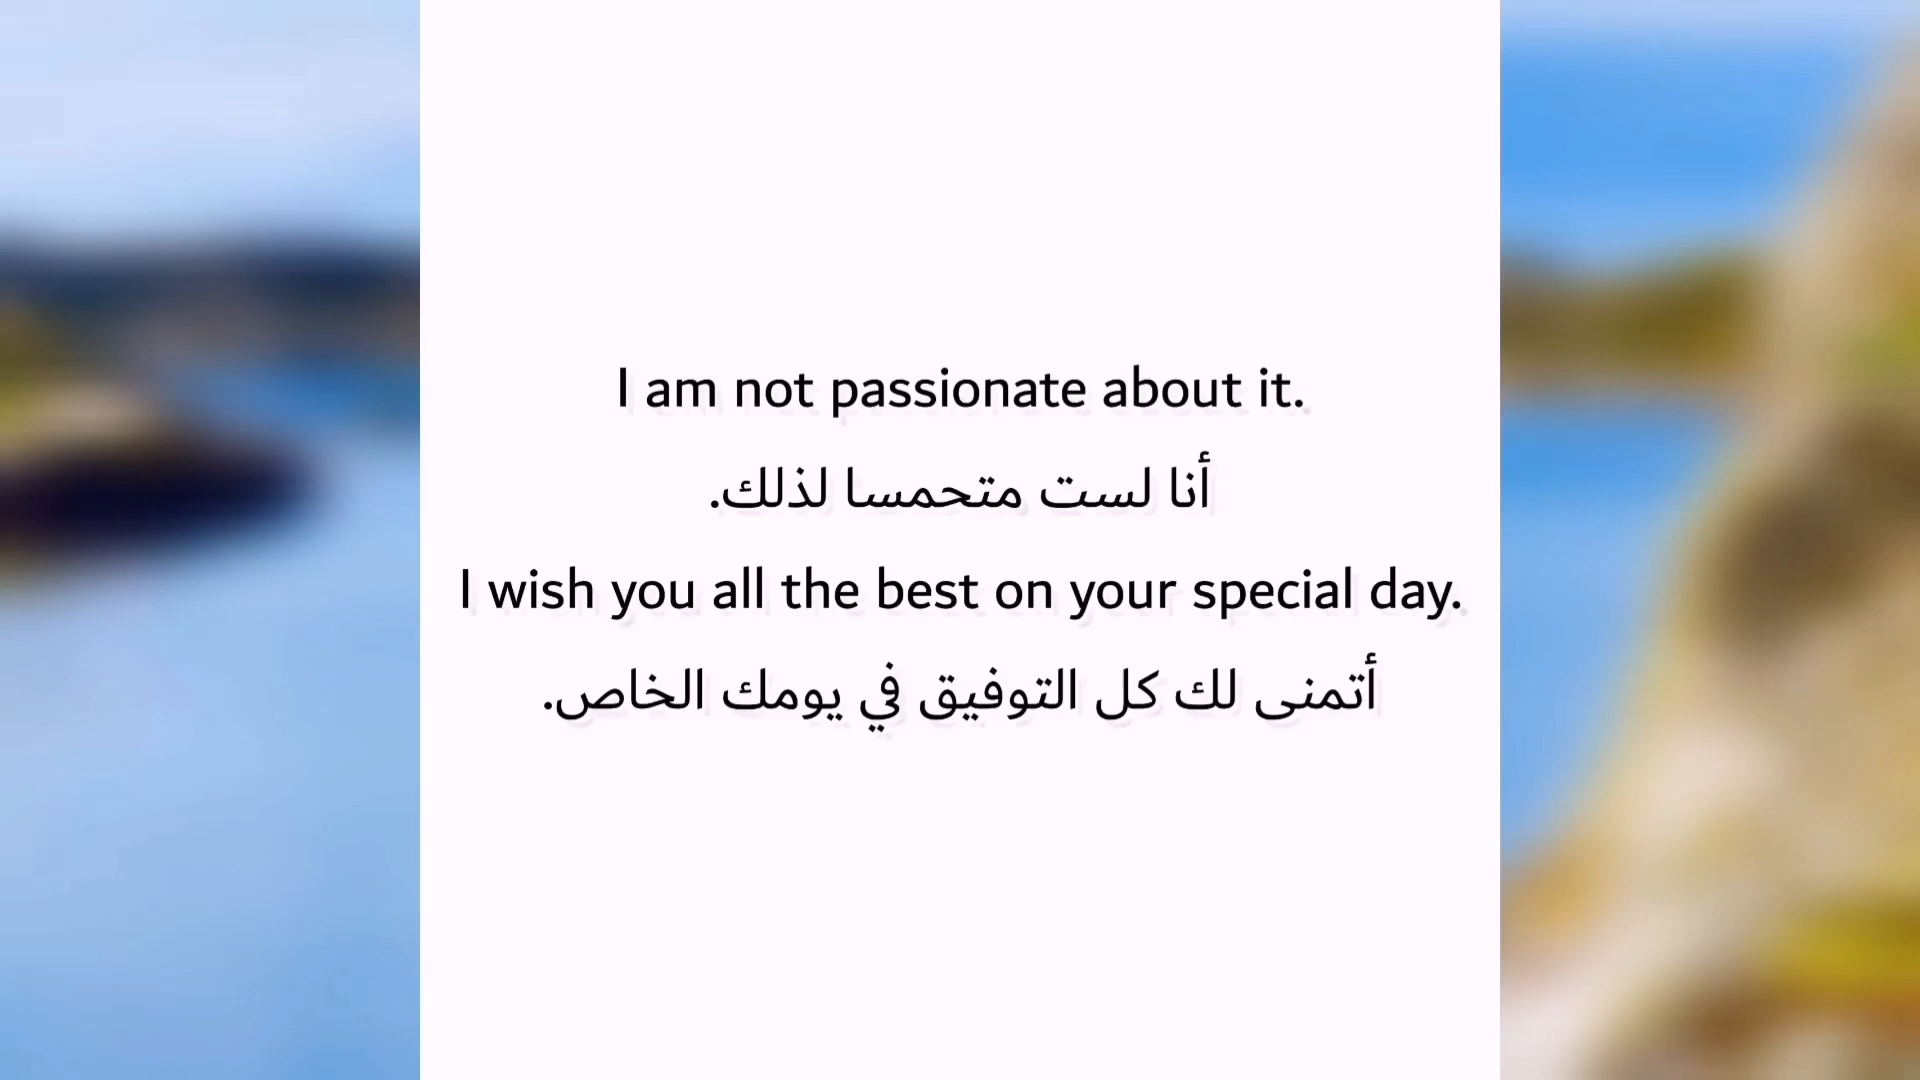 I am not passionate about it.
أنا لست متحمسا لذلك.
I wish you all the best on your special day.
أتمنى لك كل التوفيق في يومك الخاص.